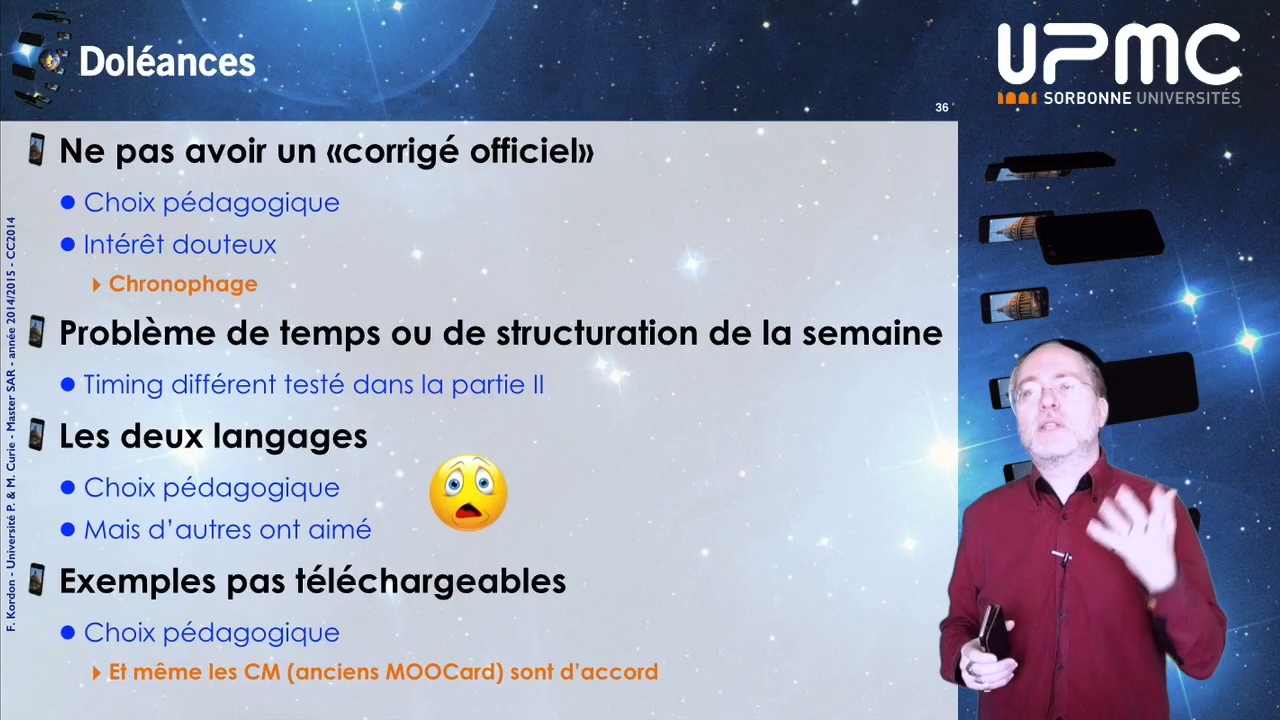 Doléances
UPMC
SORBONNE UNIVERSITÉS
36
Ne pas avoir un «corrigé officiel»
Choix pédagogique
Intérêt douteux
Chronophage
Problème de temps ou de structuration de la semaine
Timing différent testé dans la partie II
Les deux langages
Choix pédagogique
Mais d'autres ont aimé
Exemples pas téléchargeables
Choix pédagogique
Et même les CM (anciens MOOCard) sont d'accord
F. Kordon - Université P. & M. Curie - Master SAR - année 2014/2015 - CC2014